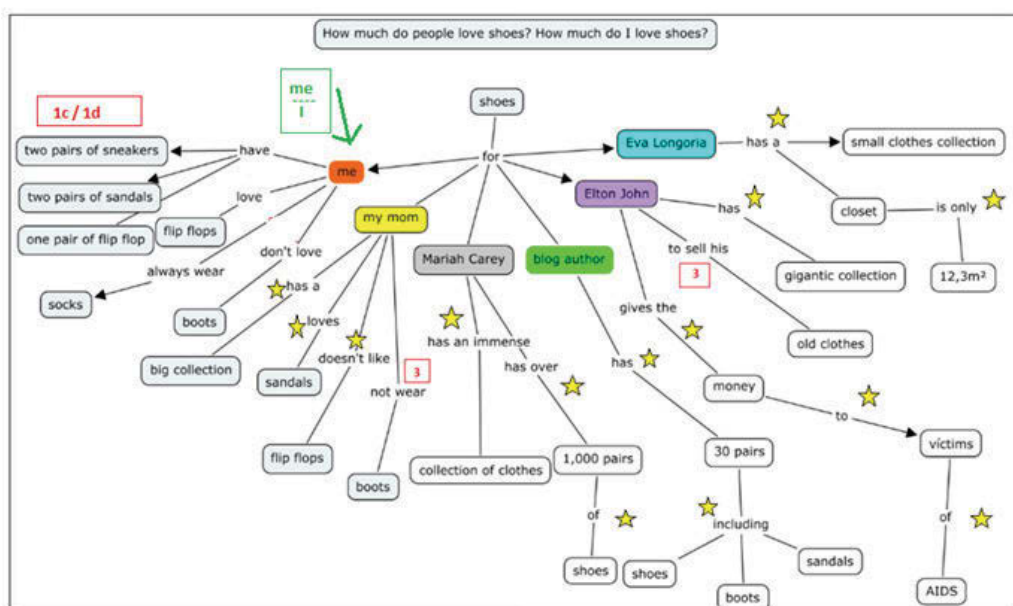 How much do people love shoes? How much do I love shoes?
me
I
1c / 1d
shoes
for
two pairs of sneakers
have
me
Eva Longoria
has a
small clothes collection
two pairs of sandals
love
Elton John
has
closet
is only
one pair of flip flop
flip flops
my mom
don't love
to sell his
3
always wear
Mariah Carey
blog author
gigantic collection
12,3m²
socks
has a
gives the
boots
loves
has an immense
old clothes
doesn't like
has over
has
big collection
sandals
3
not wear
money
to
flip flops
collection of clothes
1,000 pairs
30 pairs
víctims
boots
of
including
of
shoes
shoes
boots
sandals
AIDS